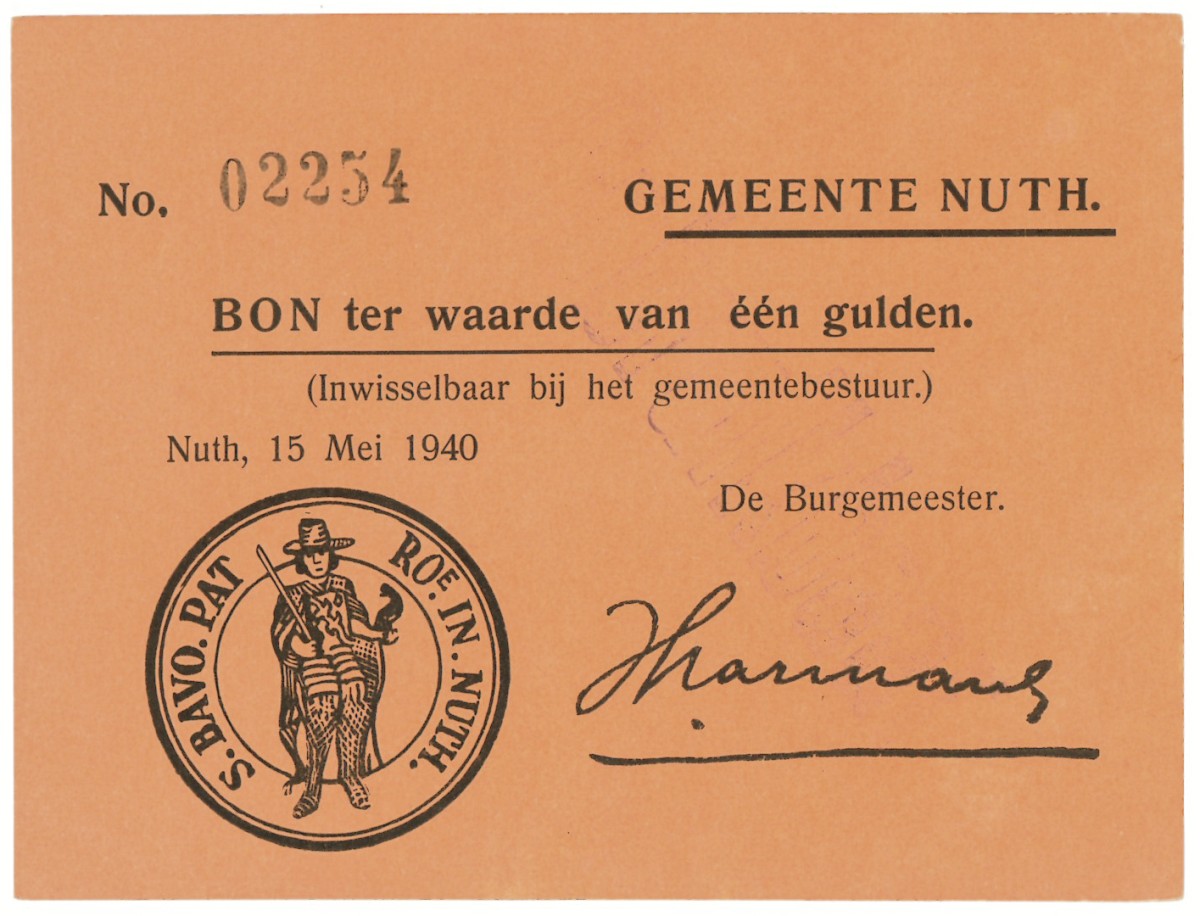 No. 02254
GEMEENTE NUTH.
BON ter waarde van één gulden.
(Inwisselbaar bij het gemeentebestuur.)
Nuth, 15 Mei 1940
De Burgemeester.
S. BAVO. PAT ROE. IN. NUTH.